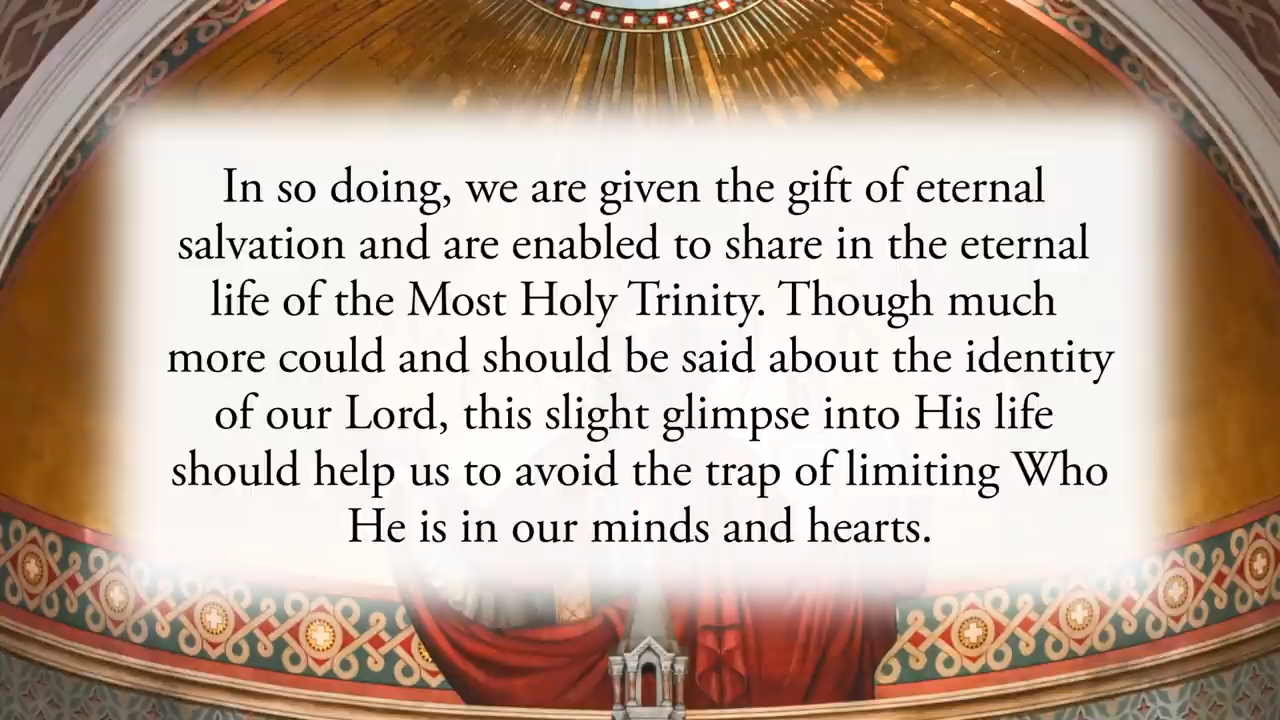 In so doing, we are given the gift of eternal
salvation and are enabled to share in the eternal
life of the Most Holy Trinity. Though much
more could and should be said about the identity
of our Lord, this slight glimpse into His life
should help us to avoid the trap of limiting Who
He is in our minds and hearts.